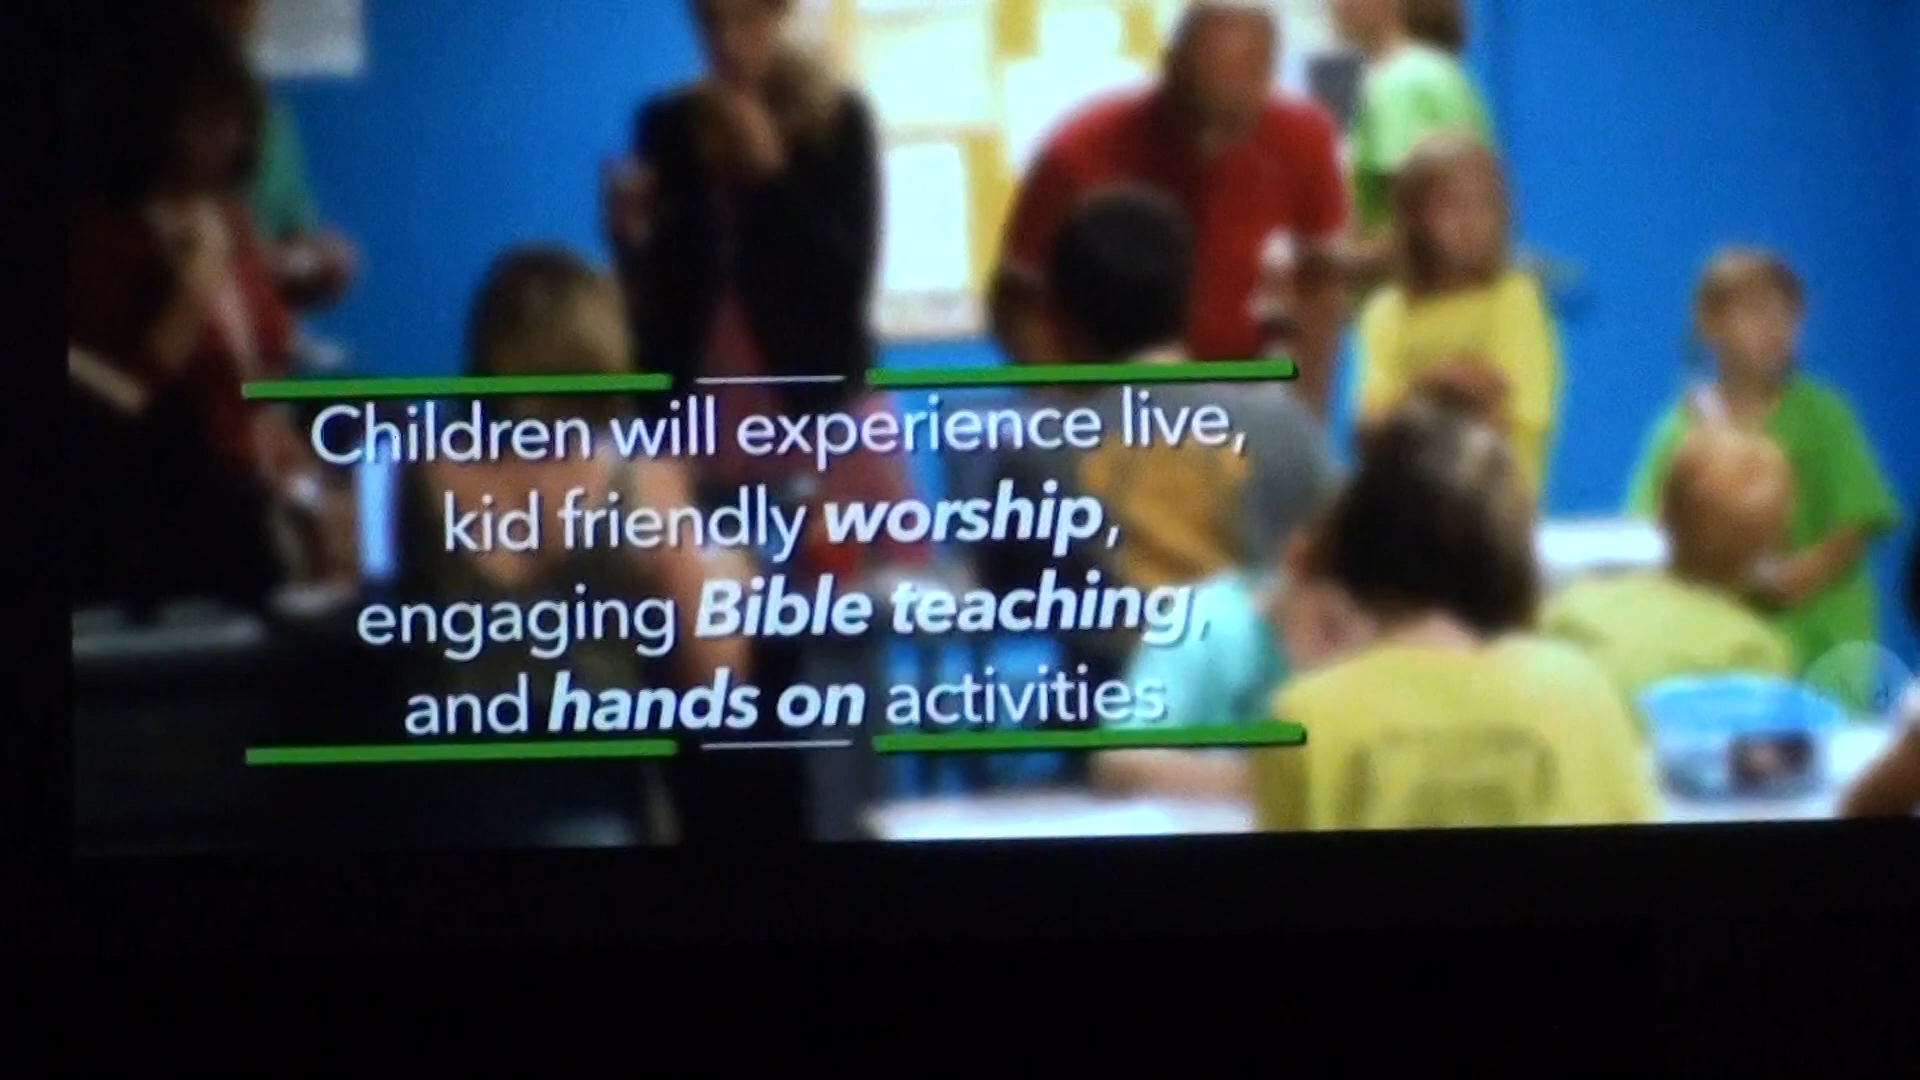 Children will experience live,
kid friendly worship,
engaging Bible teaching,
and hands on activities